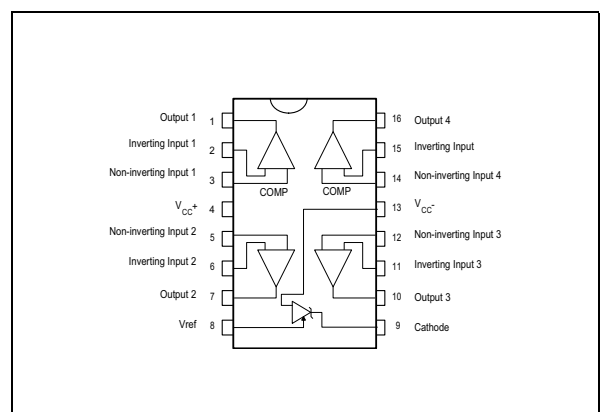 Output 1 1 16 Output 4
Inverting Input 1 2 15 Inverting Input
Non-inverting Input 1 3 14 Non-inverting Input 4
COMP COMP
VCC+ 4 13 VCC-
Non-inverting Input 2 5 12 Non-inverting Input 3
Inverting Input 2 6 11 Inverting Input 3
Output 2 7 10 Output 3
Vref 8 9 Cathode